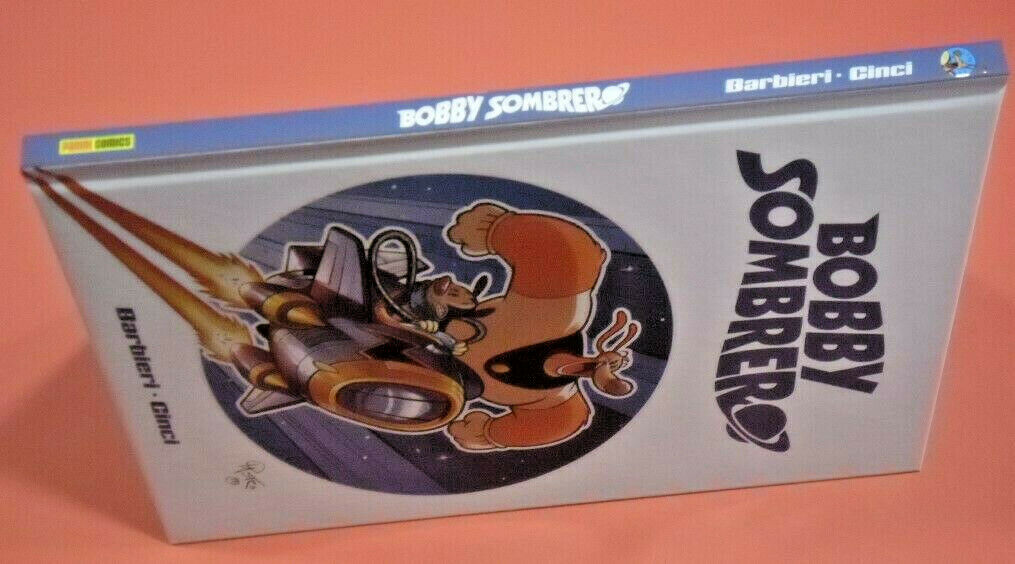 PANINI COMICS
BOBBY SOMBRERO
Barbieri · Cinci
BOBBY
SOMBRERO
Barbieri · Cinci